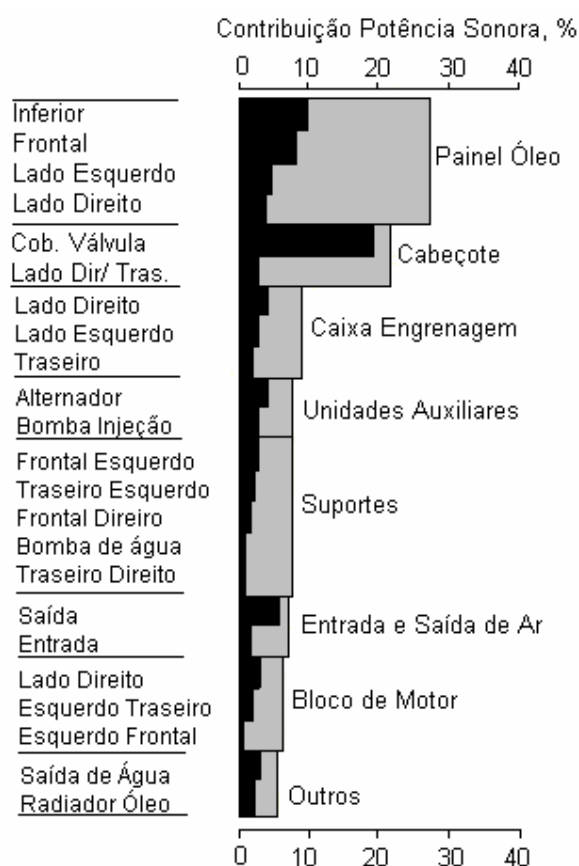 Contribuição Potência Sonora, %
0 10 20 30 40
Inferior
Frontal
Lado Esquerdo
Lado Direito
Painel Óleo
Cob. Válvula
Lado Dir/ Tras.
Cabeçote
Lado Direito
Lado Esquerdo
Traseiro
Caixa Engrenagem
Alternador
Bomba Injeção
Unidades Auxiliares
Frontal Esquerdo
Traseiro Esquerdo
Frontal Direiro
Bomba de água
Traseiro Direito
Suportes
Saída
Entrada
Entrada e Saída de Ar
Lado Direito
Esquerdo Traseiro
Esquerdo Frontal
Bloco de Motor
Saída de Água
Radiador Óleo
Outros
0 10 20 30 40